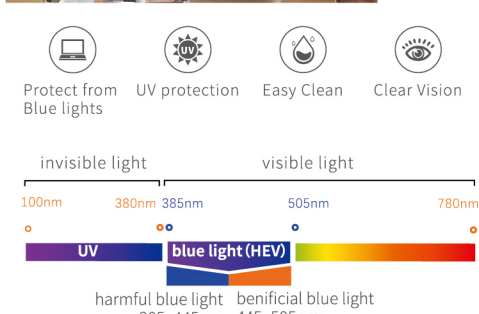 UV
Protect from
Blue lights
UV protection
Easy Clean
Clear Vision
invisible light
visible light
100nm
380nm
385nm
505nm
780nm
UV
blue light (HEV)
harmful blue light
benificial blue light